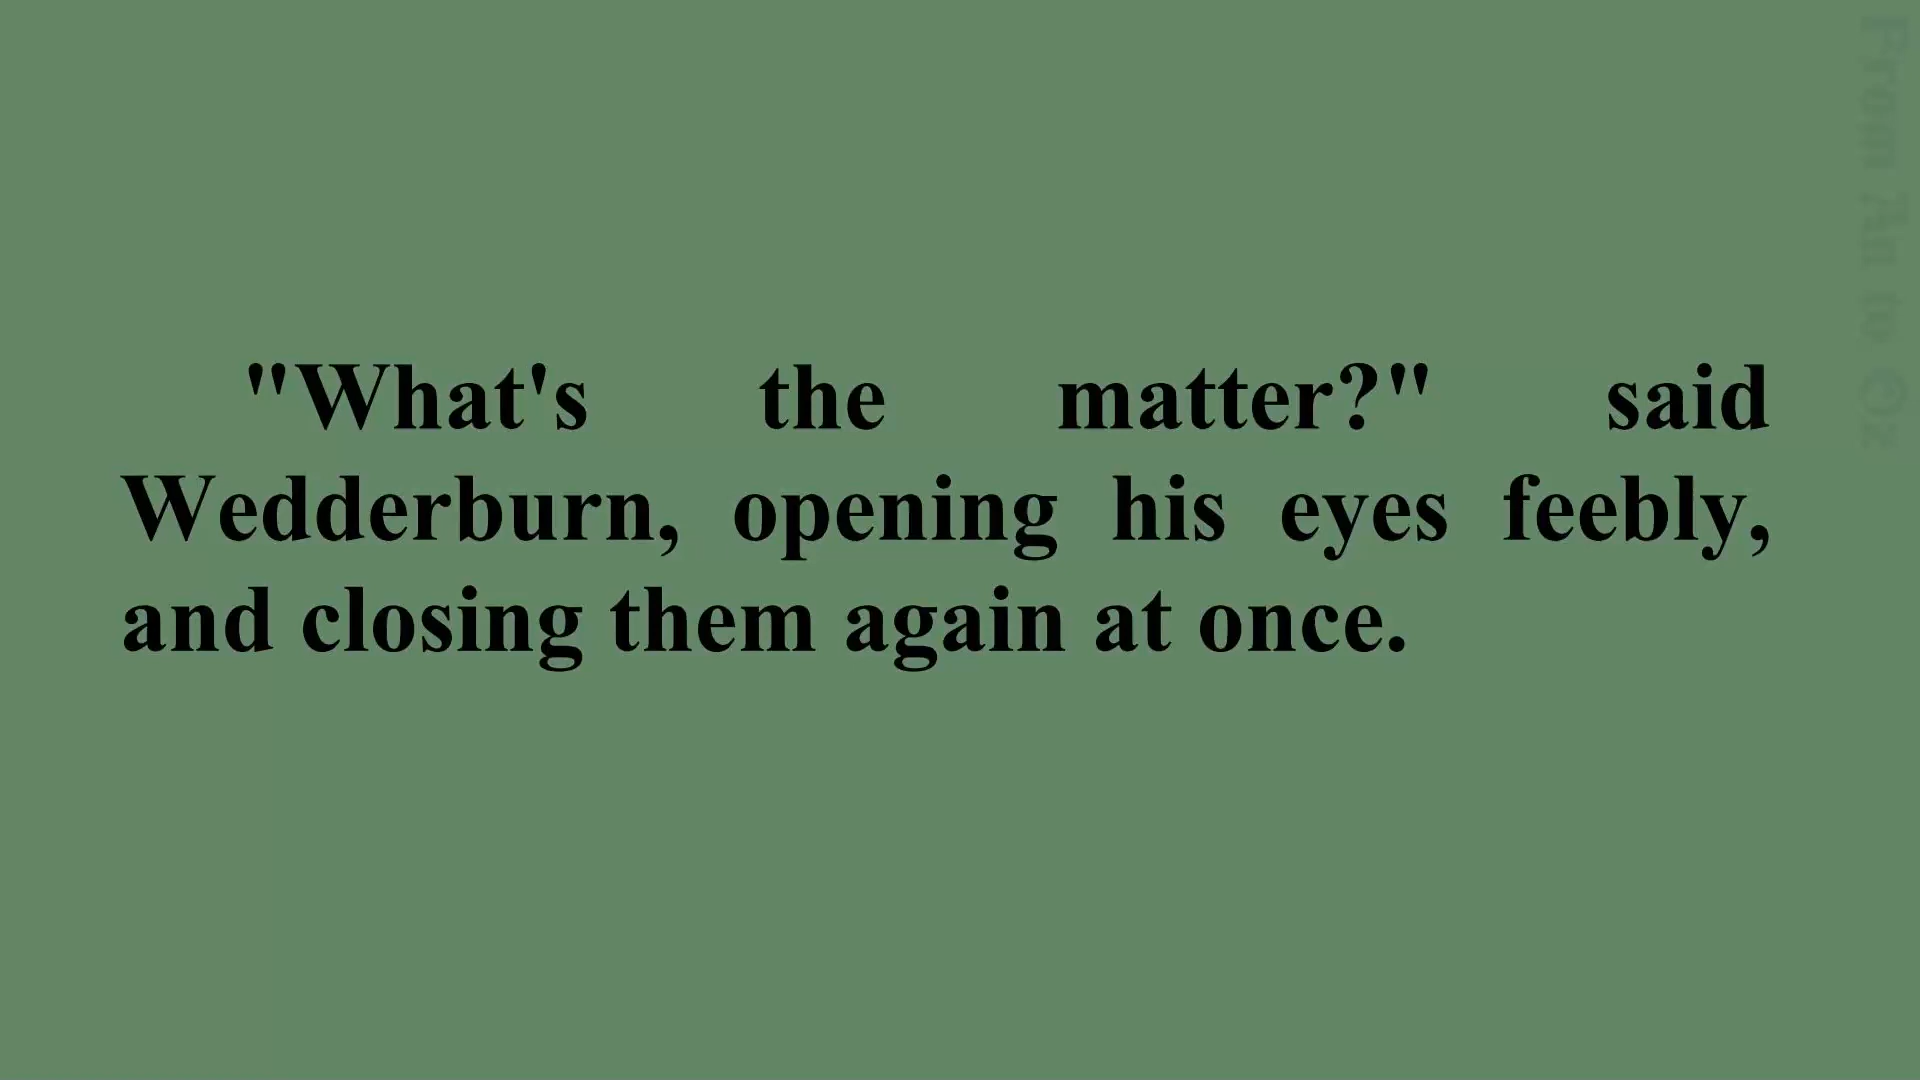 "What's the matter?" said
Wedderburn, opening his eyes feebly,
and closing them again at once.